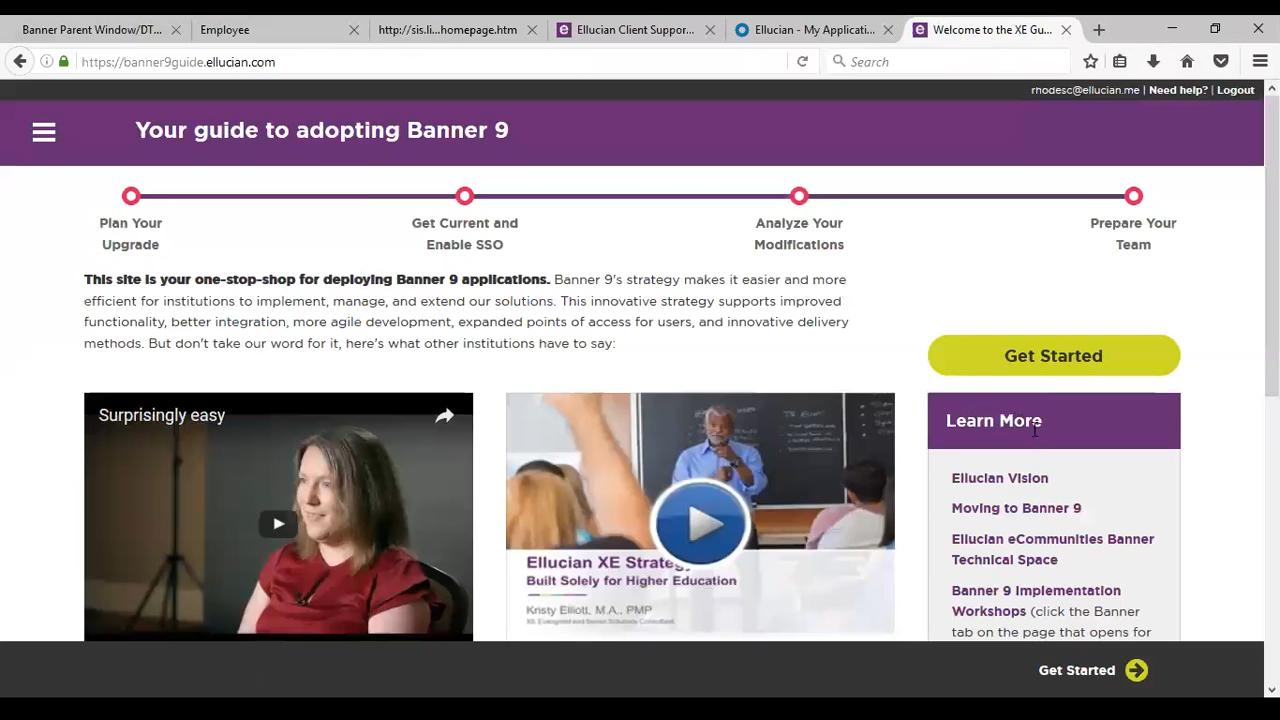 Banner Parent Window/DT...
Employee
http://sis.li...homepage.htm
Ellucian Client Suppor...
Ellucian - My Applicati...
Welcome to the XE Gu...
https://banner9guide.ellucian.com
Search
rhodesc@ellucian.me | Need help? | Logout
Your guide to adopting Banner 9
Plan Your
Upgrade
Get Current and
Enable SSO
Analyze Your
Modifications
Prepare Your
Team
This site is your one-stop-shop for deploying Banner 9 applications. Banner 9's strategy makes it easier and more
efficient for institutions to implement, manage, and extend our solutions. This innovative strategy supports improved
functionality, better integration, more agile development, expanded points of access for users, and innovative delivery
methods. But don't take our word for it, here's what other institutions have to say:
Get Started
Surprisingly easy
Ellucian XE Strategy
Built Solely for Higher Education
Kristy Elliott, M.A., PMP
Learn More
Ellucian Vision
Moving to Banner 9
Ellucian eCommunities Banner
Technical Space
Banner 9 Implementation
Workshops (click the Banner
tab on the page that opens for
Get Started